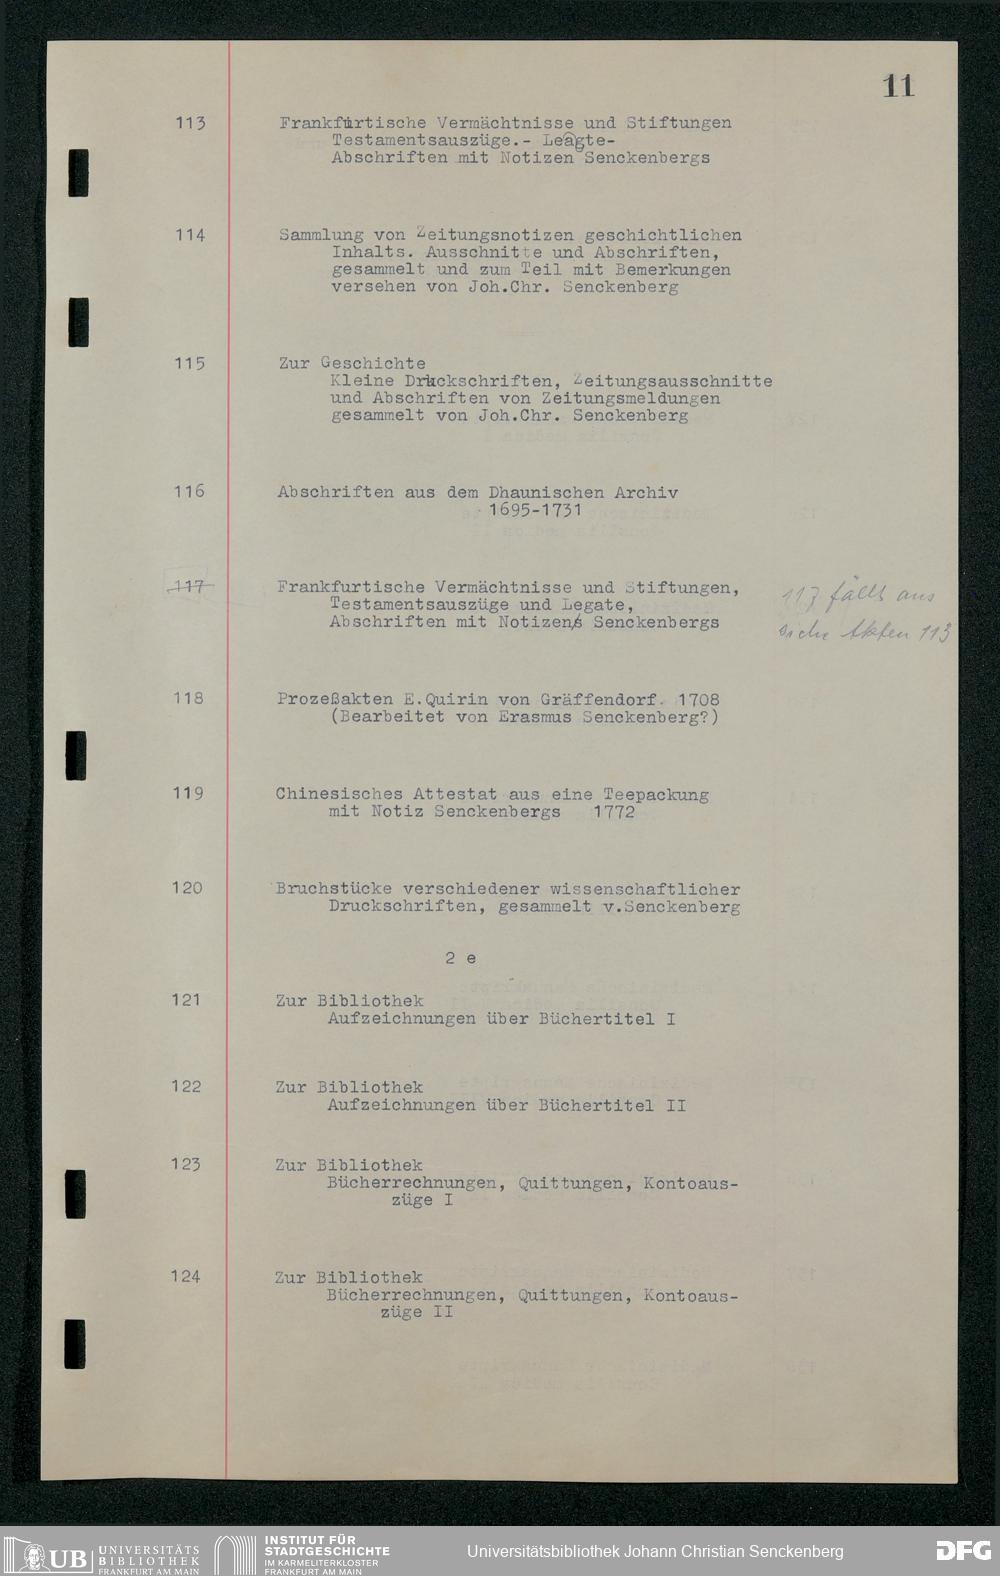 11
113 Frankfurtische Vermächtnisse und Stiftungen
Testamentsauszüge.- Leagte-
Abschriften mit Notizen Senckenbergs
114 Sammlung von Zeitungsnotizen geschichtlichen
Inhalts. Ausschnitte und Abschriften,
gesammelt und zum Teil mit Bemerkungen
versehen von Joh.Chr. Senckenberg
115 Zur Geschichte
Kleine Druckschriften, Zeitungsausschnitte
und Abschriften von Zeitungsmeldungen
gesammelt von Joh.Chr. Senckenberg
116 Abschriften aus dem Dhaunischen Archiv
1695-1731
117 Frankfurtische Vermächtnisse und Stiftungen,
Testamentsauszüge und Legate,
Abschriften mit Notizen Senckenbergs
117 fällt aus
siehe Akten 113
118 Prozeßakten E.Quirin von Gräffendorf. 1708
(Bearbeitet von Erasmus Senckenberg?)
119 Chinesisches Attestat aus eine Teepackung
mit Notiz Senckenbergs 1772
120 Bruchstücke verschiedener wissenschaftlicher
Druckschriften, gesammelt v.Senckenberg
2 e
121 Zur Bibliothek
Aufzeichnungen über Büchertitel I
122 Zur Bibliothek
Aufzeichnungen über Büchertitel II
123 Zur Bibliothek
Bücherrechnungen, Quittungen, Kontoaus-
züge I
124 Zur Bibliothek
Bücherrechnungen, Quittungen, Kontoaus-
züge II
UB UNIVERSITÄTS
BIBLIOTHEK
FRANKFURT AM MAIN
INSTITUT FÜR
STADTGESCHICHTE
IM KARMELITERKLOSTER
FRANKFURT AM MAIN
Universitätsbibliothek Johann Christian Senckenberg
DFG